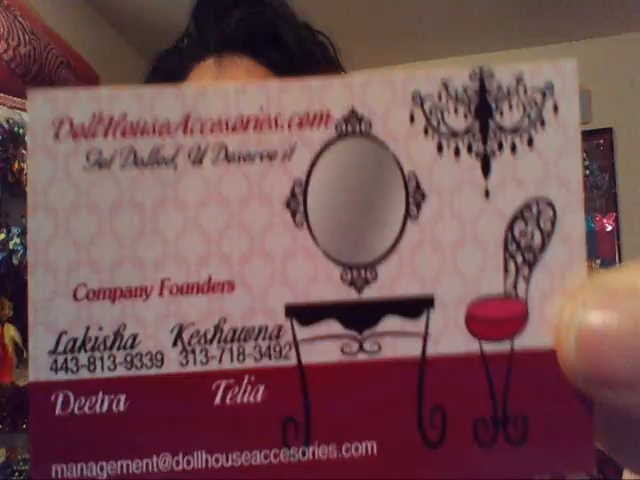 DollHouseAccesories.com
Get Dolled, U Deserve it
Company Founders
Lakisha Keshawna
443-813-9339 313-718-3492
Deetra Telia
management@dollhouseaccesories.com